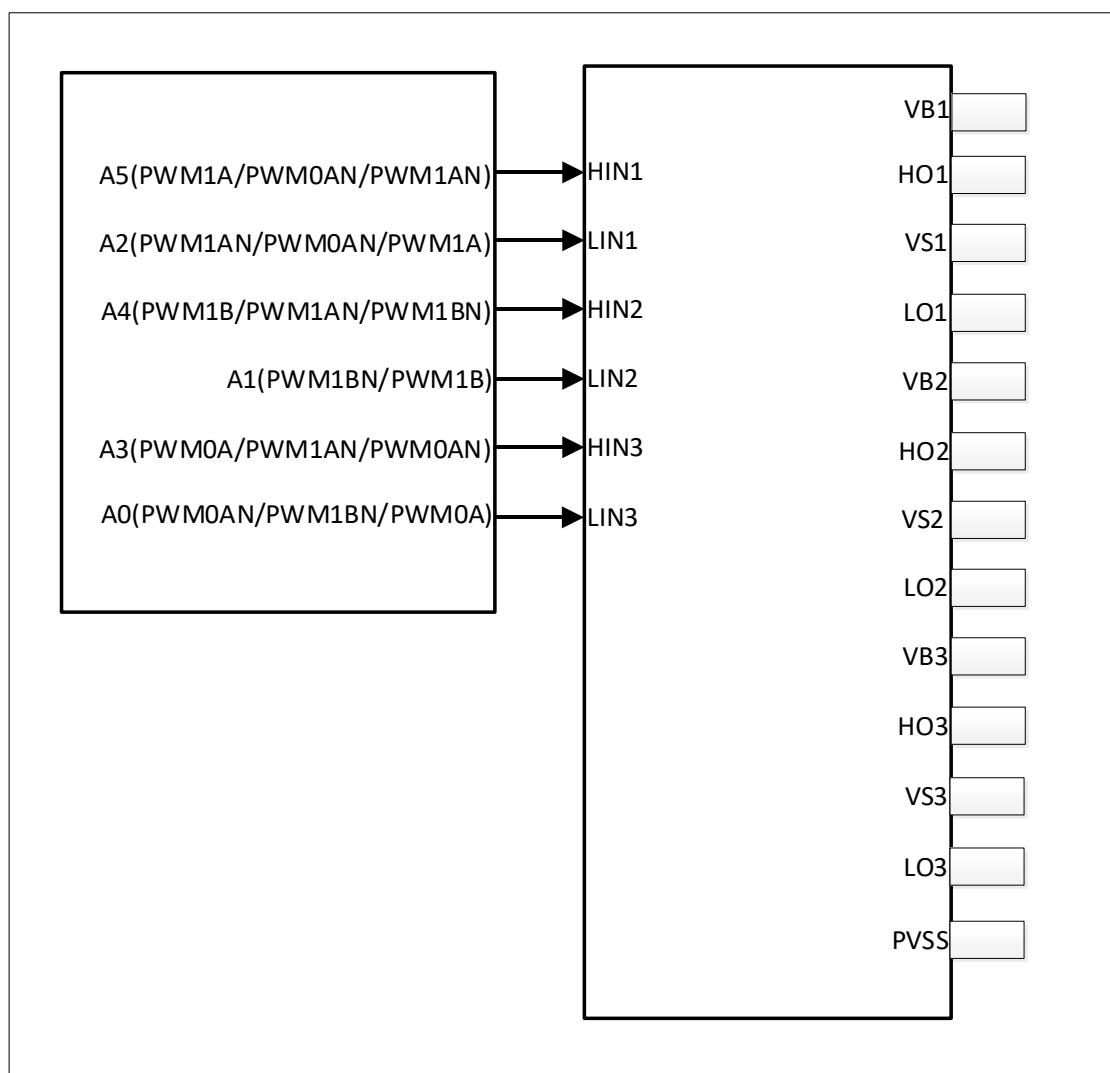 A5(PWM1A/PWM0AN/PWM1AN)
A2(PWM1AN/PWM0AN/PWM1A)
A4(PWM1B/PWM1AN/PWM1BN)
A1(PWM1BN/PWM1B)
A3(PWM0A/PWM1AN/PWM0AN)
A0(PWM0AN/PWM1BN/PWM0A)
HIN1
LIN1
HIN2
LIN2
HIN3
LIN3
VB1
HO1
VS1
LO1
VB2
HO2
VS2
LO2
VB3
HO3
VS3
LO3
PVSS